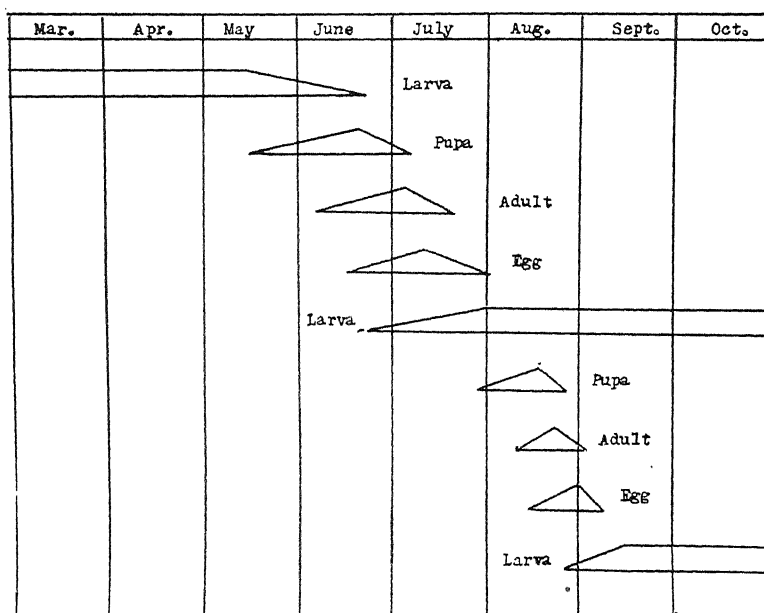 Mar. Apr. May June July Aug. Sept. Oct.
Larva
Pupa
Adult
Egg
Larva
Pupa
Adult
Egg
Larva